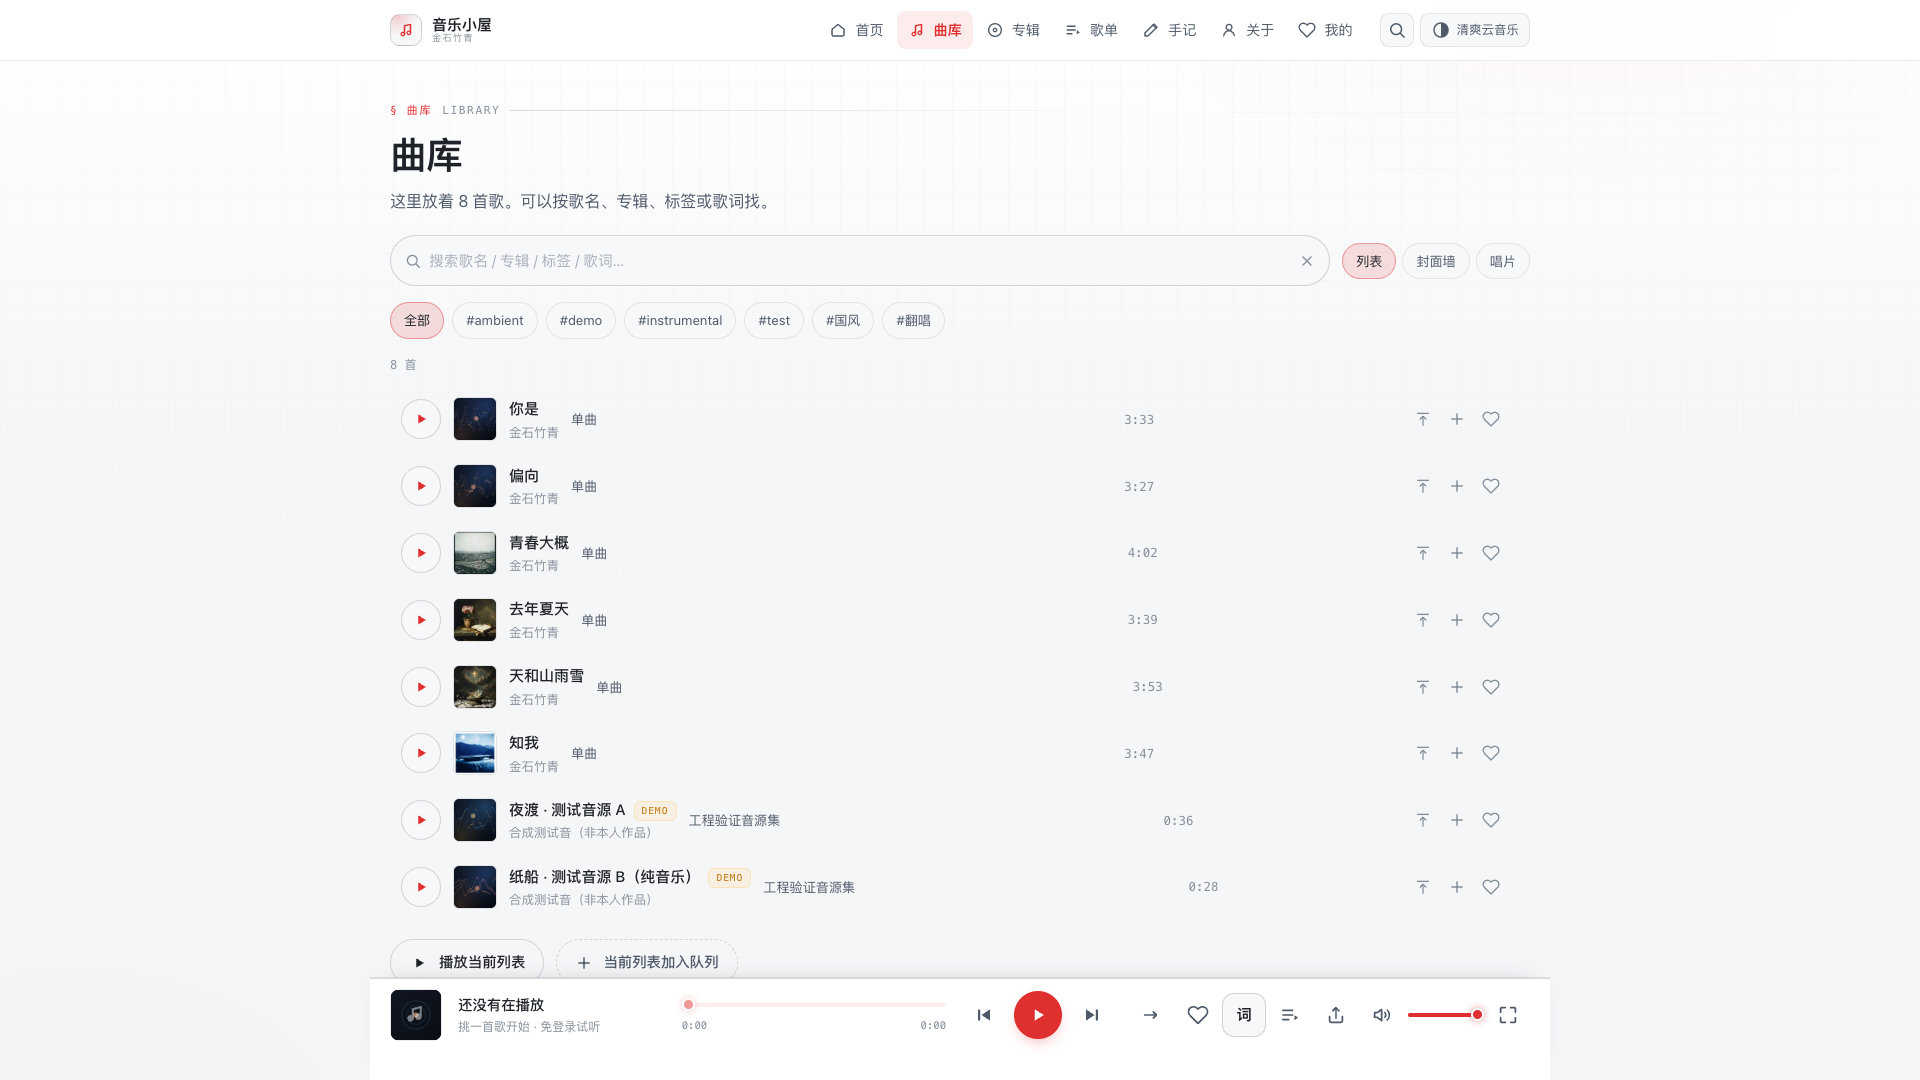 音乐小屋
金石竹青
首页
曲库
专辑
歌单
手记
关于
我的
清爽云音乐
§ 曲库 LIBRARY
曲库
这里放着 8 首歌。可以按歌名、专辑、标签或歌词找。
搜索歌名 / 专辑 / 标签 / 歌词...
列表
封面墙
唱片
全部
#ambient
#demo
#instrumental
#test
#国风
#翻唱
8 首
你是
金石竹青
单曲
3:33
偏向
金石竹青
单曲
3:27
青春大概
金石竹青
单曲
4:02
去年夏天
金石竹青
单曲
3:39
天和山雨雪
金石竹青
单曲
3:53
知我
金石竹青
单曲
3:47
夜渡 · 测试音源 A DEMO
合成测试音（非本人作品）
工程验证音源集
0:36
纸船 · 测试音源 B（纯音乐） DEMO
合成测试音（非本人作品）
工程验证音源集
0:28
播放当前列表
当前列表加入队列
还没有在播放
挑一首歌开始 · 免登录试听
0:00
0:00
词